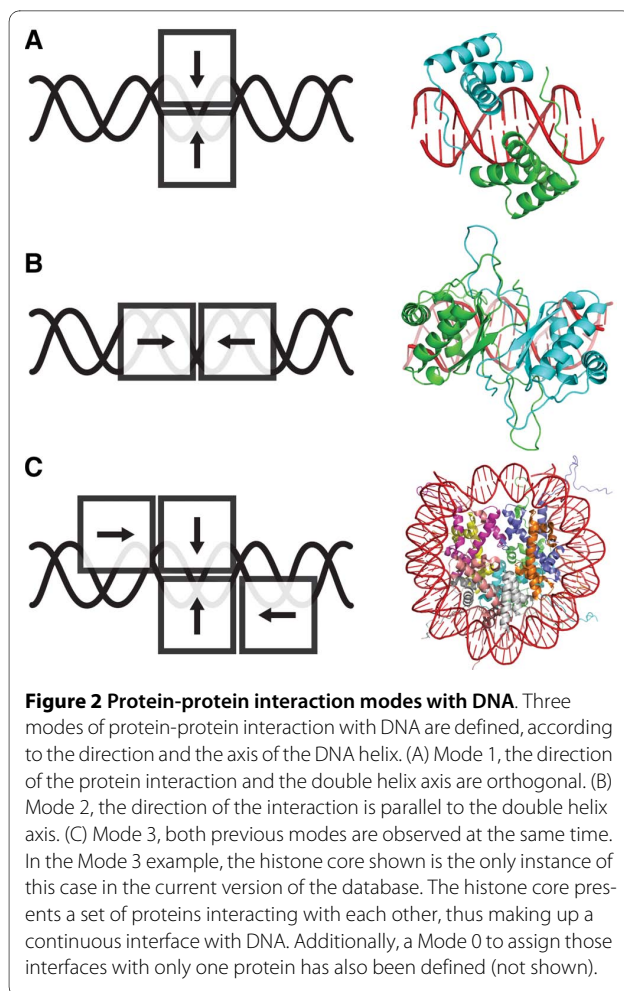 A
B
C
Figure 2 Protein-protein interaction modes with DNA. Three
modes of protein-protein interaction with DNA are defined, according
to the direction and the axis of the DNA helix. (A) Mode 1, the direction
of the protein interaction and the double helix axis are orthogonal. (B)
Mode 2, the direction of the interaction is parallel to the double helix
axis. (C) Mode 3, both previous modes are observed at the same time.
In the Mode 3 example, the histone core shown is the only instance of
this case in the current version of the database. The histone core pres-
ents a set of proteins interacting with each other, thus making up a
continuous interface with DNA. Additionally, a Mode 0 to assign those
interfaces with only one protein has also been defined (not shown).